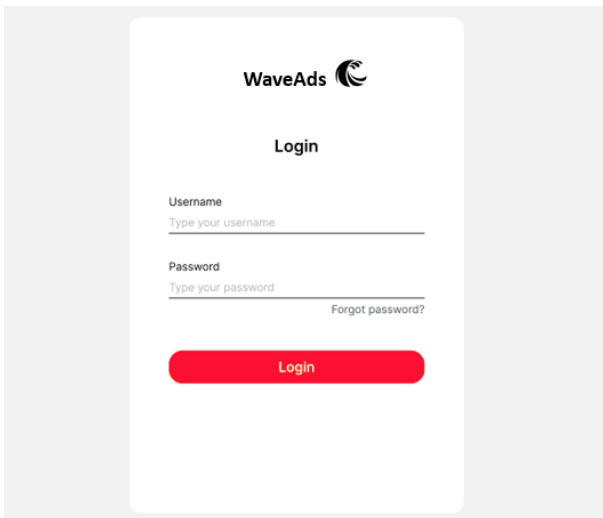 WaveAds
Login
Username
Type your username
Password
Type your password
Forgot password?
Login